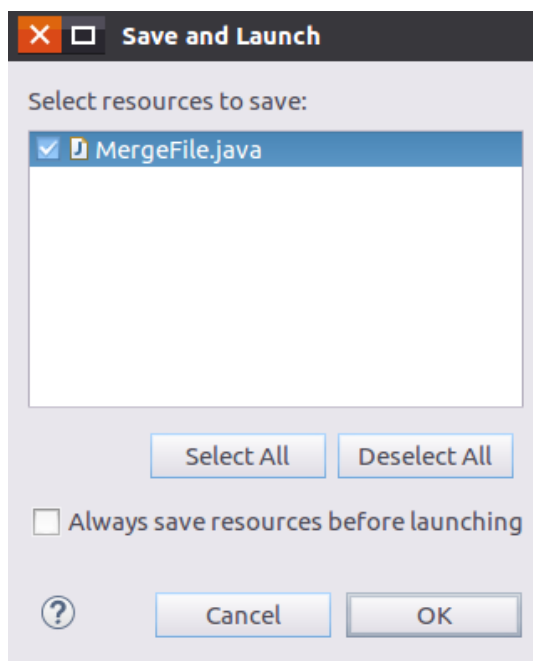 Save and Launch
Select resources to save:
MergeFile.java
Select All Deselect All
Always save resources before launching
? Cancel OK